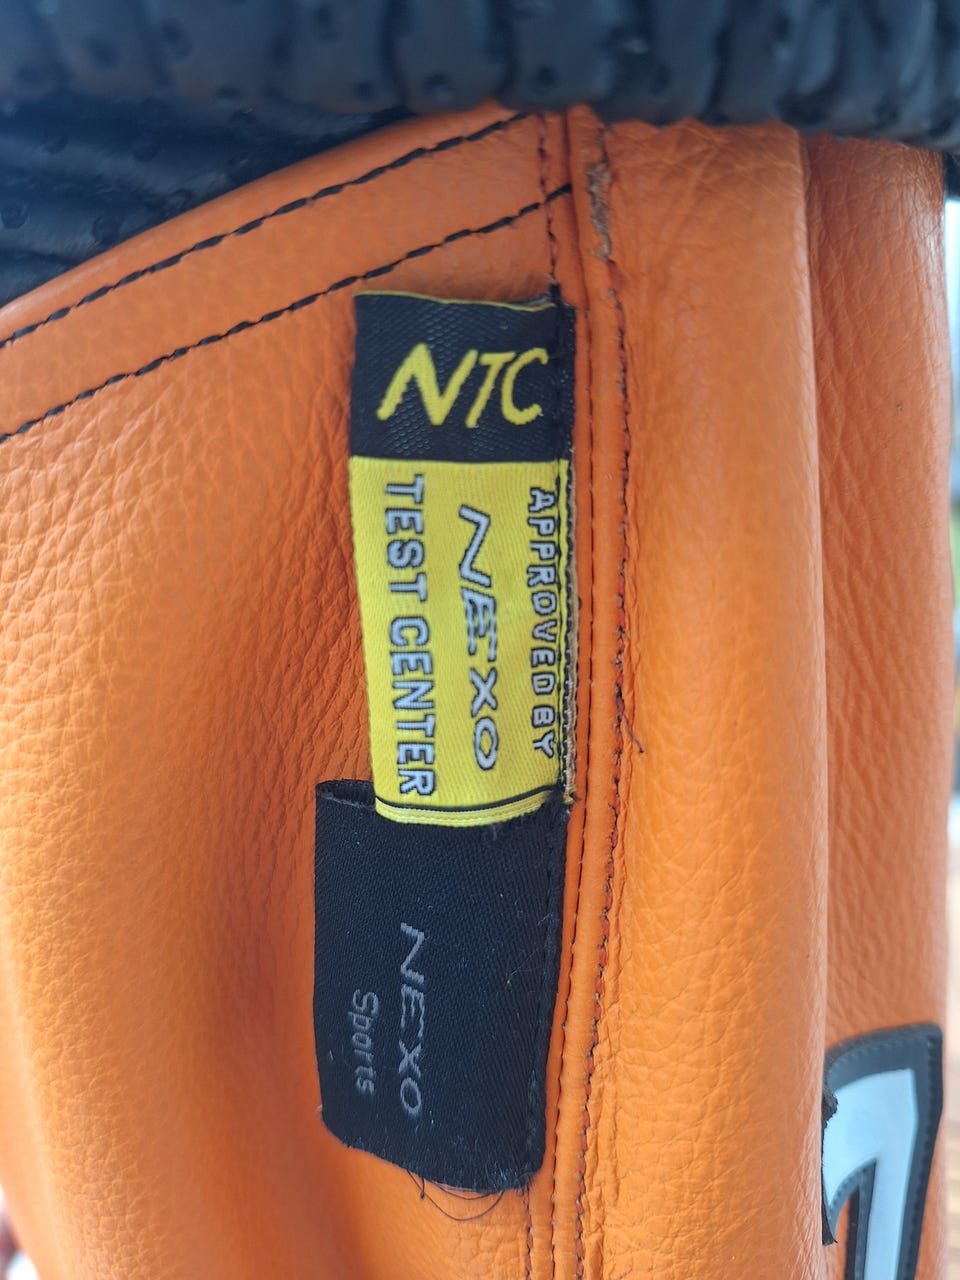 NTC
APPROVED BY
NEXO
TEST CENTER
NEXO
Sports